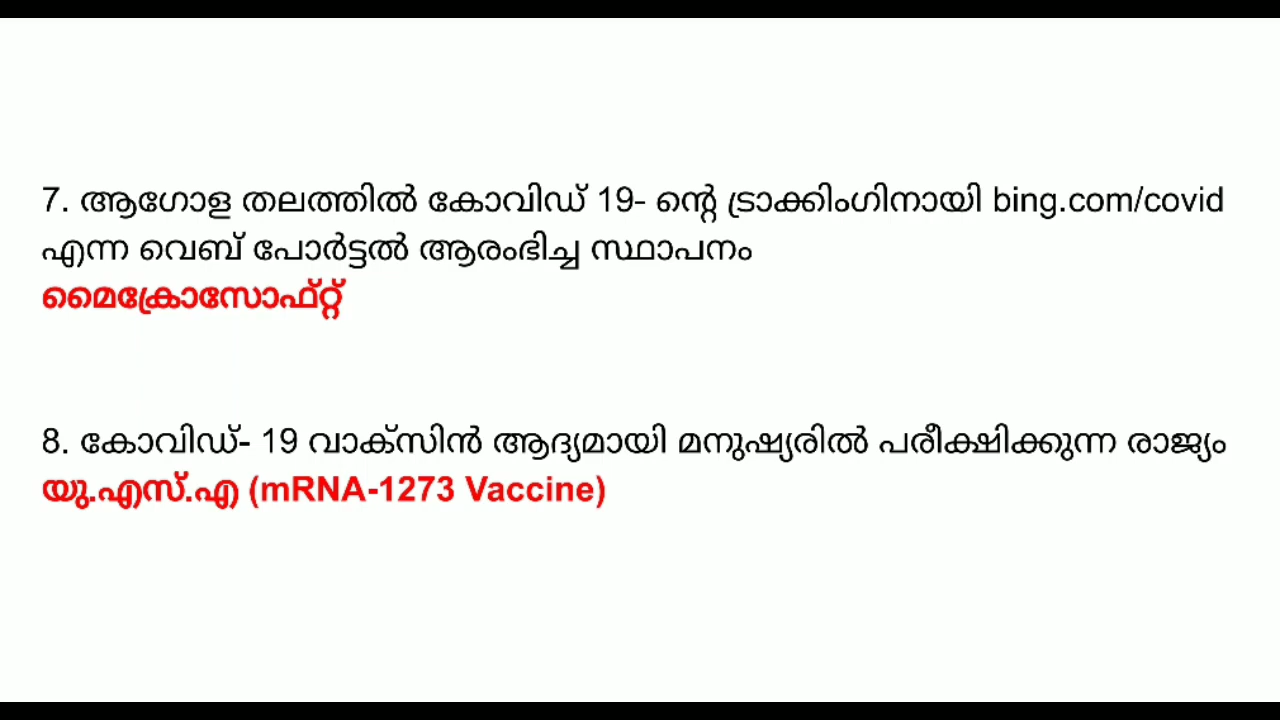 7. ആഗോള തലത്തിൽ കോവിഡ് 19- ന്റെ ട്രാക്കിംഗിനായി bing.com/covid
എന്ന വെബ് പോർട്ടൽ ആരംഭിച്ച സ്ഥാപനം
മൈക്രോസോഫ്റ്റ്
8. കോവിഡ്- 19 വാക്സിൻ ആദ്യമായി മനുഷ്യരിൽ പരീക്ഷിക്കുന്ന രാജ്യം
യു.എസ്.എ (mRNA-1273 Vaccine)